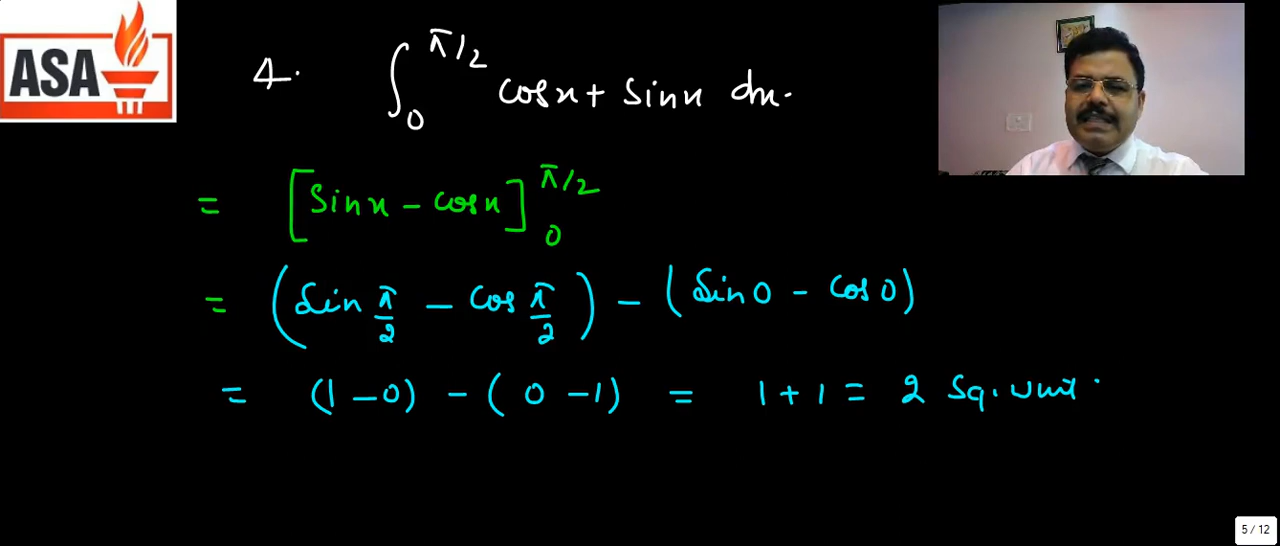 ASA
4. ∫₀^π/2 cosx + sinx dx.
= [sinx – cosx]₀^π/2
= (sin π/2 – cos π/2) – (sin0 – cos0)
= (1 – 0) – (0 – 1) = 1 + 1 = 2 sq. unit.
5 / 12